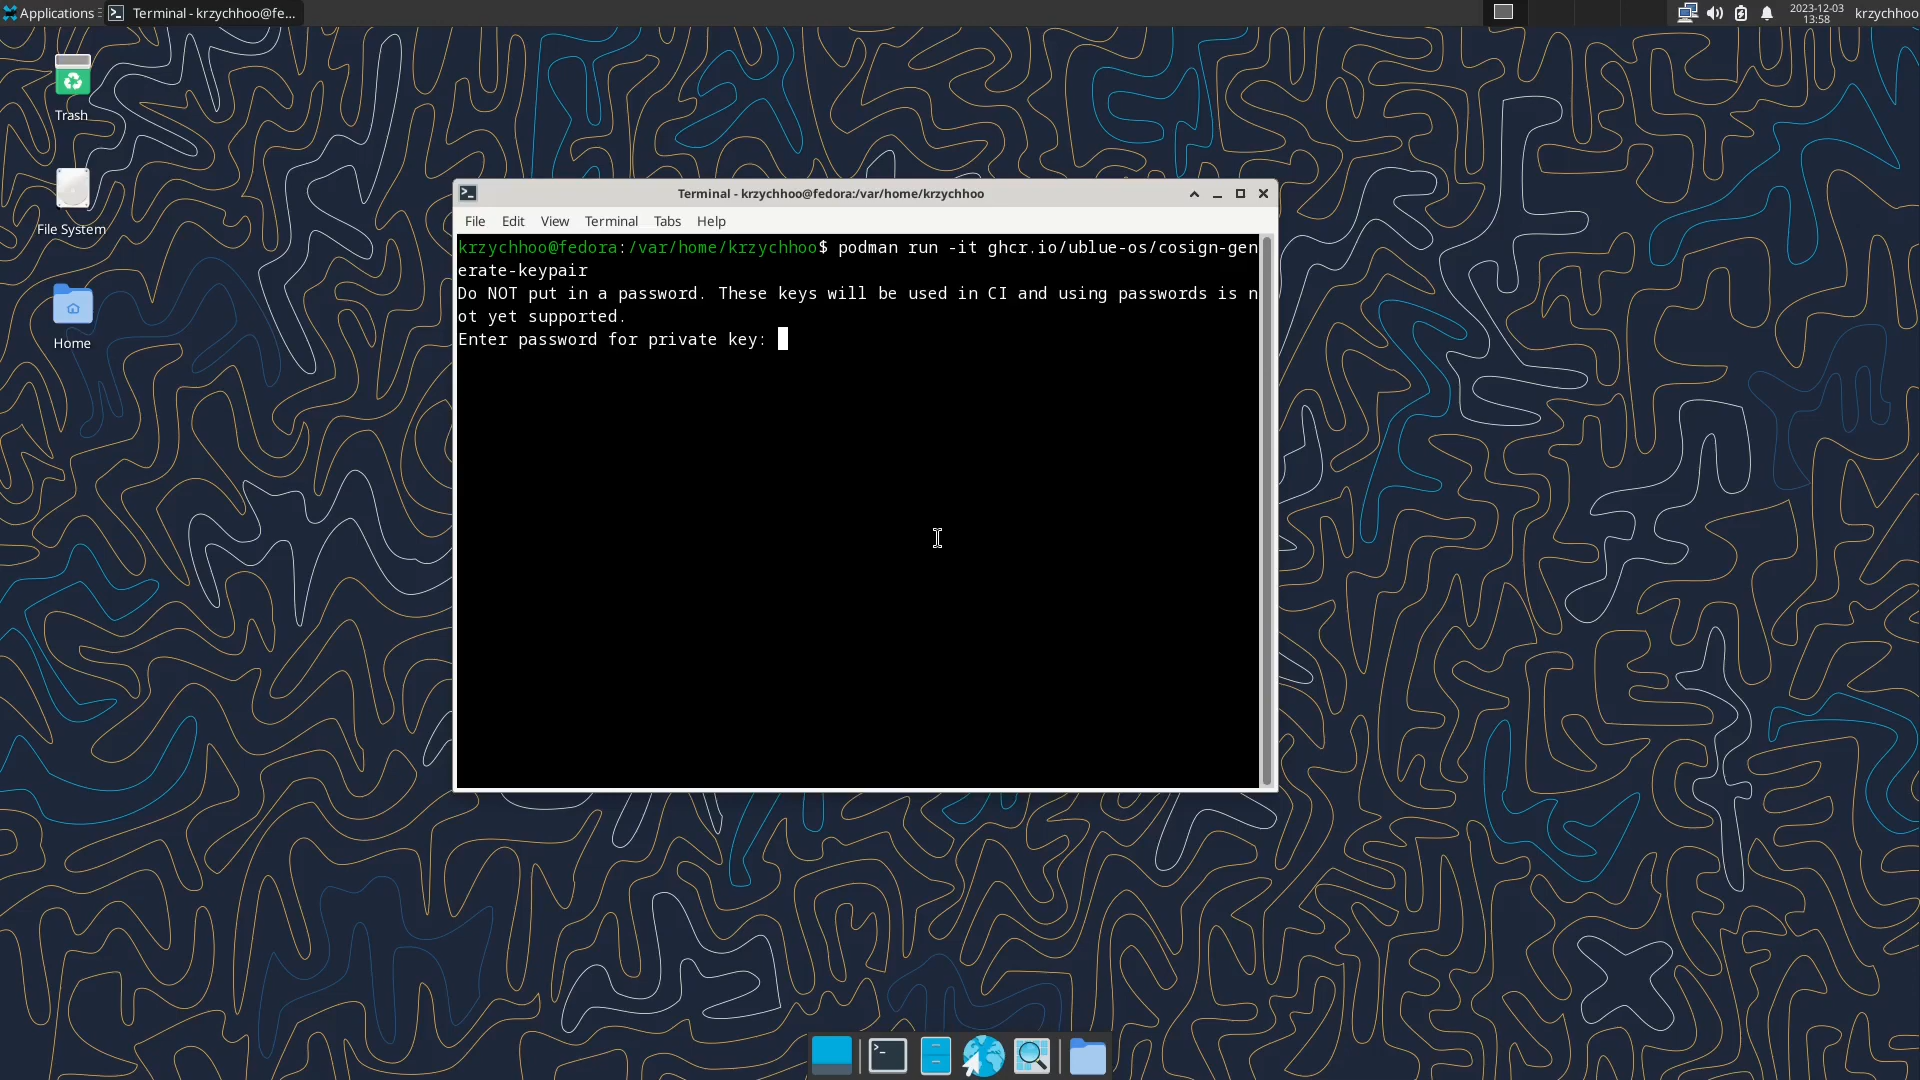 Applications
Terminal - krzychhoo@fe...
2023-12-03
13:58
krzychhoo
Trash
File System
Home
Terminal - krzychhoo@fedora:/var/home/krzychhoo
File Edit View Terminal Tabs Help
krzychhoo@fedora:/var/home/krzychhoo$ podman run -it ghcr.io/ublue-os/cosign-gen
erate-keypair
Do NOT put in a password. These keys will be used in CI and using passwords is n
ot yet supported.
Enter password for private key: